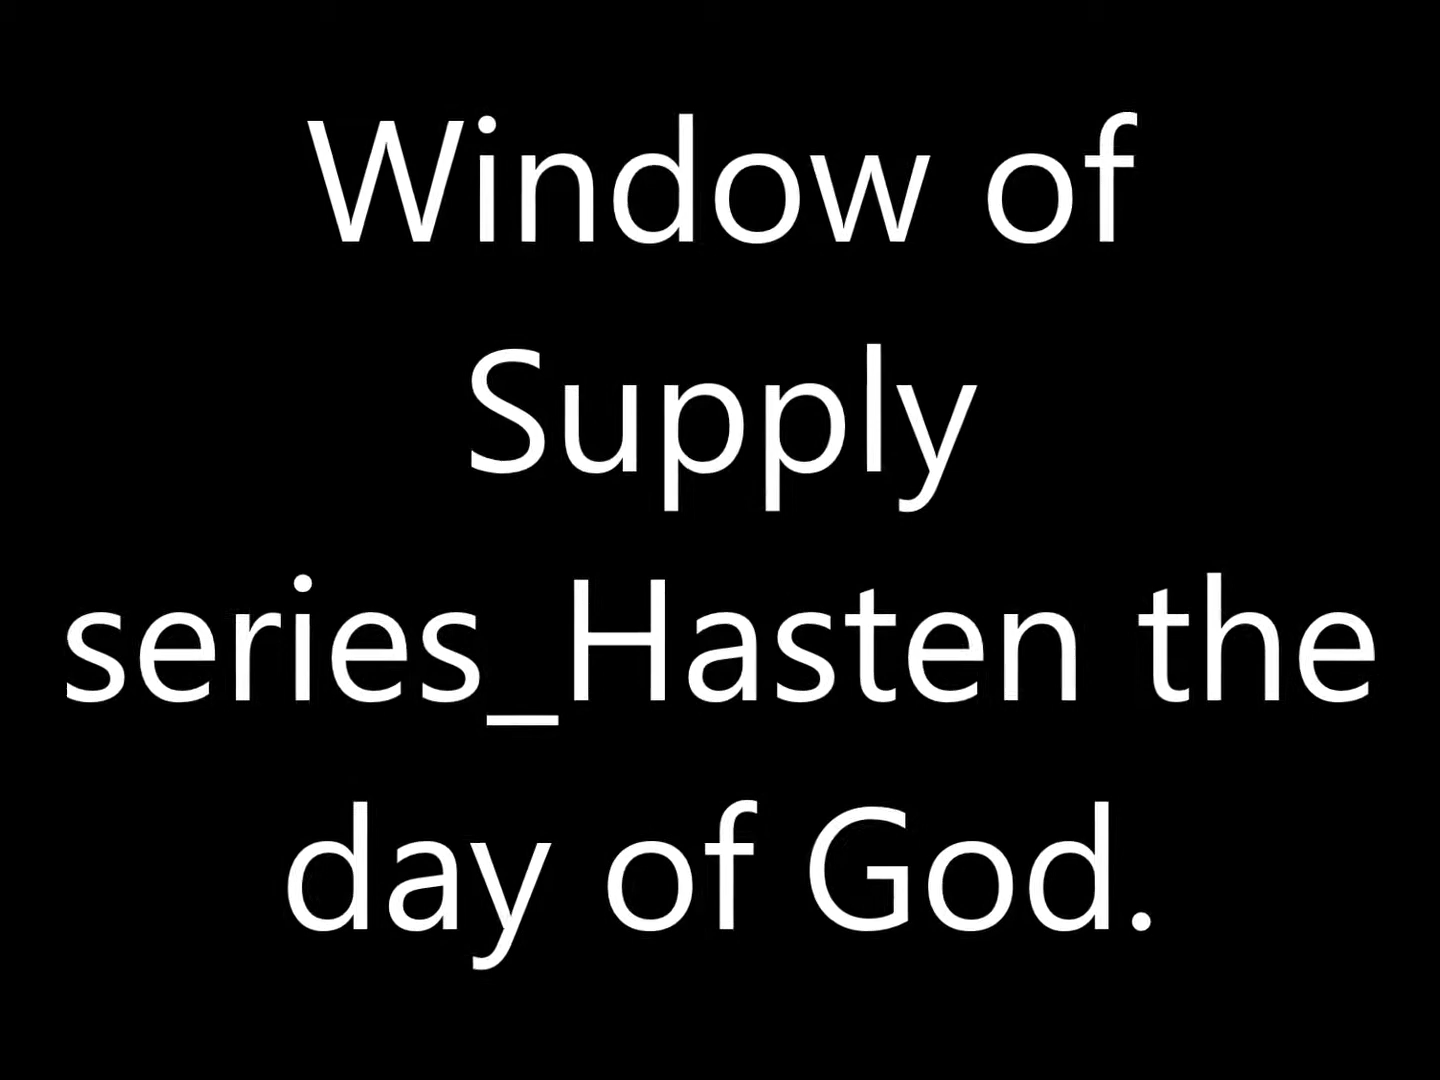 Window of
Supply
series_Hasten the
day of God.